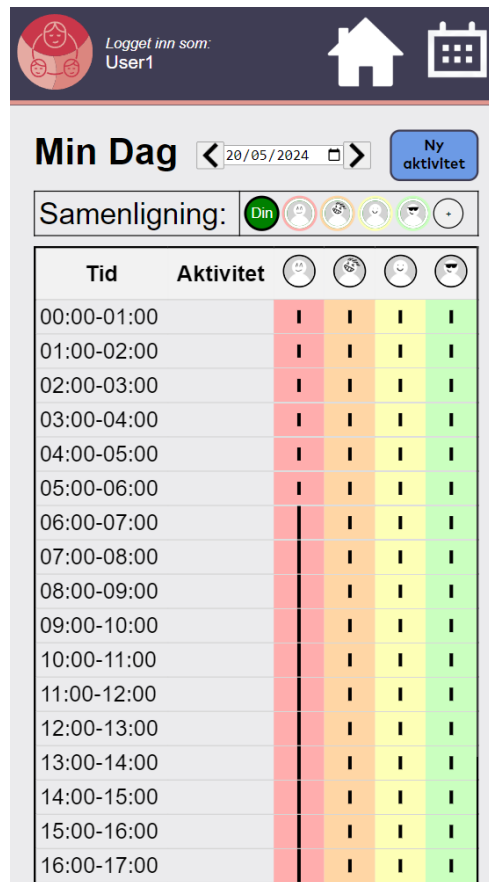 Logget inn som:
User1
Min Dag
20/05/2024
Ny
aktivitet
Samenligning:
Din
+
Tid Aktivitet
00:00-01:00
01:00-02:00
02:00-03:00
03:00-04:00
04:00-05:00
05:00-06:00
06:00-07:00
07:00-08:00
08:00-09:00
09:00-10:00
10:00-11:00
11:00-12:00
12:00-13:00
13:00-14:00
14:00-15:00
15:00-16:00
16:00-17:00